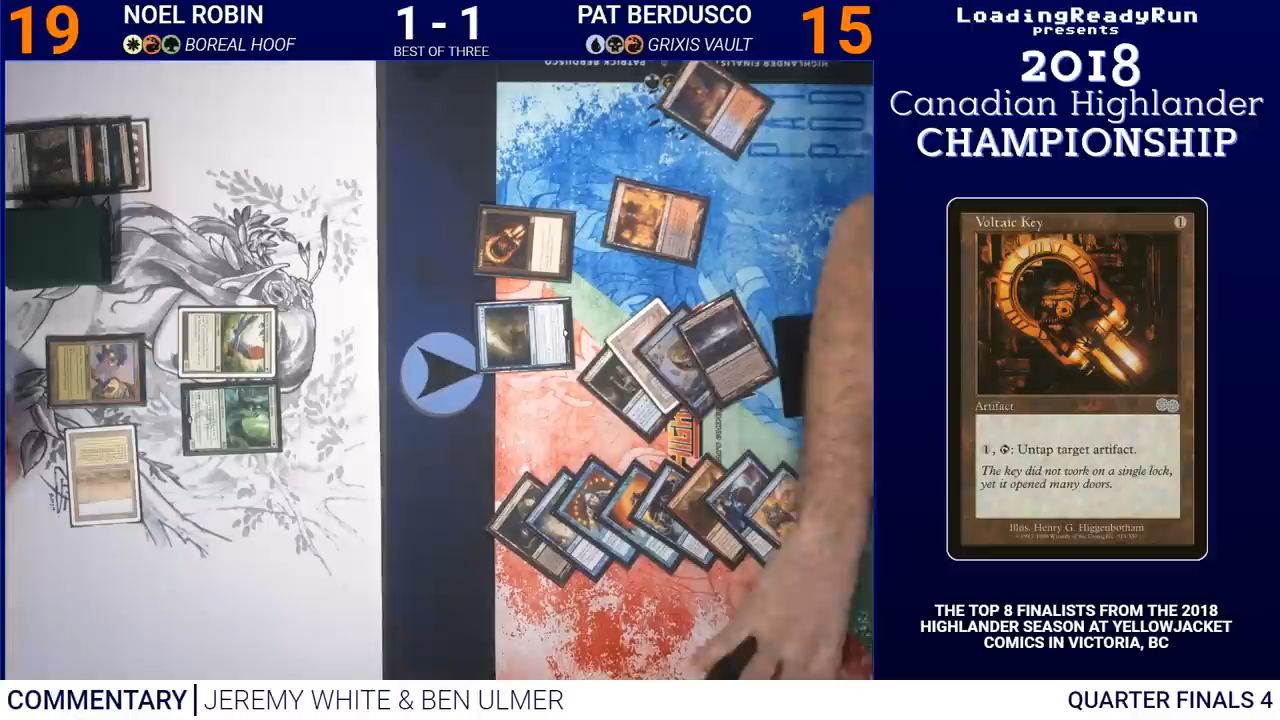 19
NOEL ROBIN
BOREAL HOOF
1 - 1
BEST OF THREE
PAT BERDUSCO
GRIXIS VAULT
15
LoadingReadyRun
presents
2018
Canadian Highlander
CHAMPIONSHIP
Voltaic Key 1
Artifact
1, : Untap target artifact.
The key did not work on a single lock,
yet it opened many doors.
Illus. Henry G. Higgenbotham
THE TOP 8 FINALISTS FROM THE 2018
HIGHLANDER SEASON AT YELLOWJACKET
COMICS IN VICTORIA, BC
COMMENTARY | JEREMY WHITE & BEN ULMER
QUARTER FINALS 4